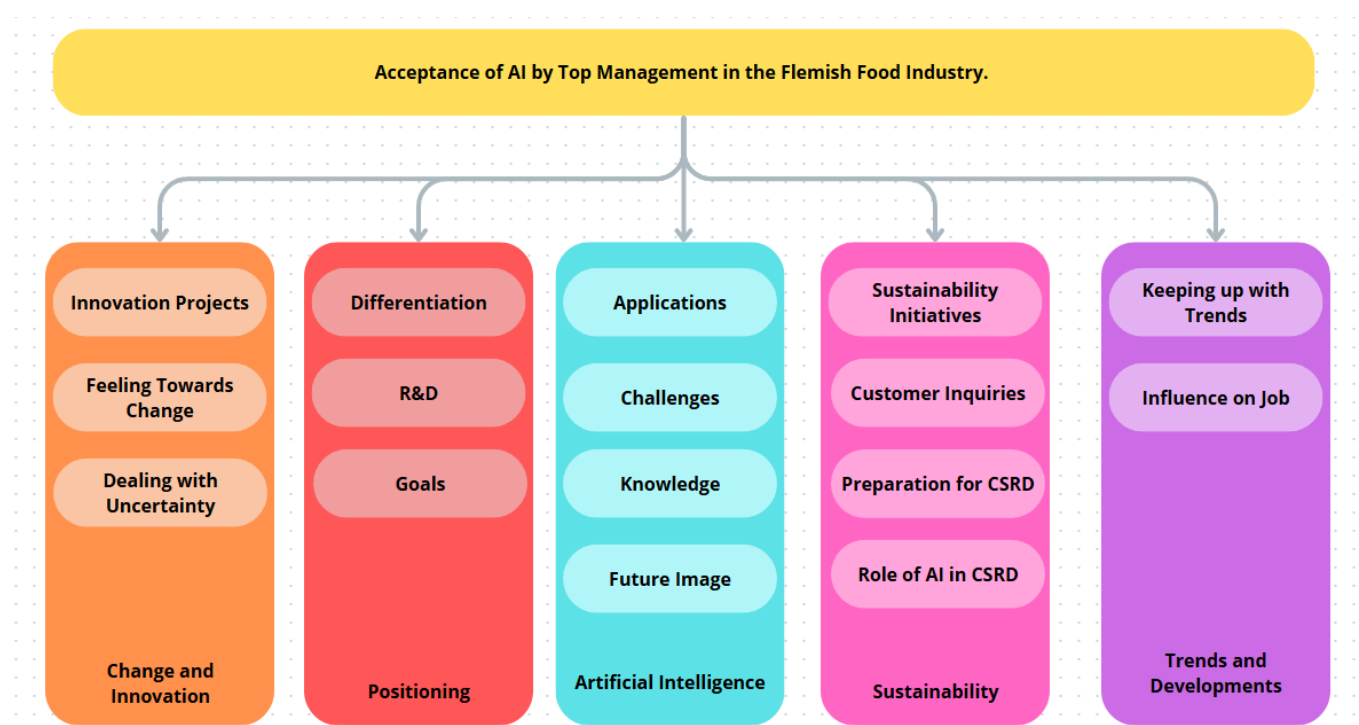 Acceptance of AI by Top Management in the Flemish Food Industry.
Innovation Projects
Feeling Towards
Change
Dealing with
Uncertainty
Change and
Innovation
Differentiation
R&D
Goals
Positioning
Applications
Challenges
Knowledge
Future Image
Artificial Intelligence
Sustainability
Initiatives
Customer Inquiries
Preparation for CSRD
Role of AI in CSRD
Sustainability
Keeping up with
Trends
Influence on Job
Trends and
Developments